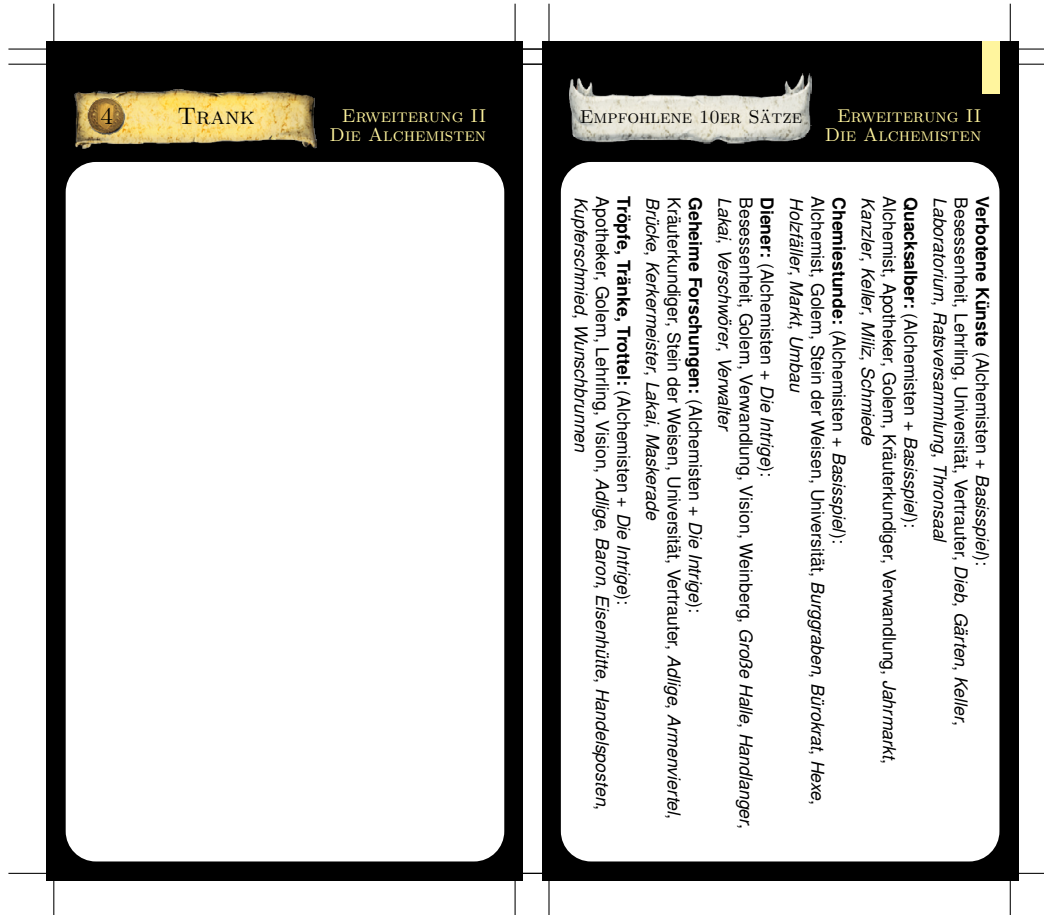 4
TRANK
ERWEITERUNG II
DIE ALCHEMISTEN
EMPFOHLENE 10ER SÄTZE
ERWEITERUNG II
DIE ALCHEMISTEN
Verbotene Künste (Alchemisten + Basisspiel):
Besessenheit, Lehrling, Universität, Vertrauter, Dieb, Gärten, Keller,
Laboratorium, Ratsversammlung, Thronsaal
Quacksalber: (Alchemisten + Basisspiel):
Alchemist, Apotheker, Golem, Kräuterkundiger, Verwandlung, Jahrmarkt,
Kanzler, Keller, Miliz, Schmiede
Chemiestunde: (Alchemisten + Basisspiel):
Alchemist, Golem, Stein der Weisen, Universität, Burggraben, Bürokrat, Hexe,
Holzfäller, Markt, Umbau
Diener: (Alchemisten + Die Intrige):
Besessenheit, Golem, Verwandlung, Vision, Weinberg, Große Halle, Handlanger,
Lakai, Verschwörer, Verwalter
Geheime Forschungen: (Alchemisten + Die Intrige):
Kräuterkundiger, Stein der Weisen, Universität, Vertrauter, Adlige, Armenviertel,
Brücke, Kerkermeister, Lakai, Maskerade
Tröpfe, Tränke, Trottel: (Alchemisten + Die Intrige):
Apotheker, Golem, Lehrling, Vision, Adlige, Baron, Eisenhütte, Handelsposten,
Kupferschmied, Wunschbrunnen